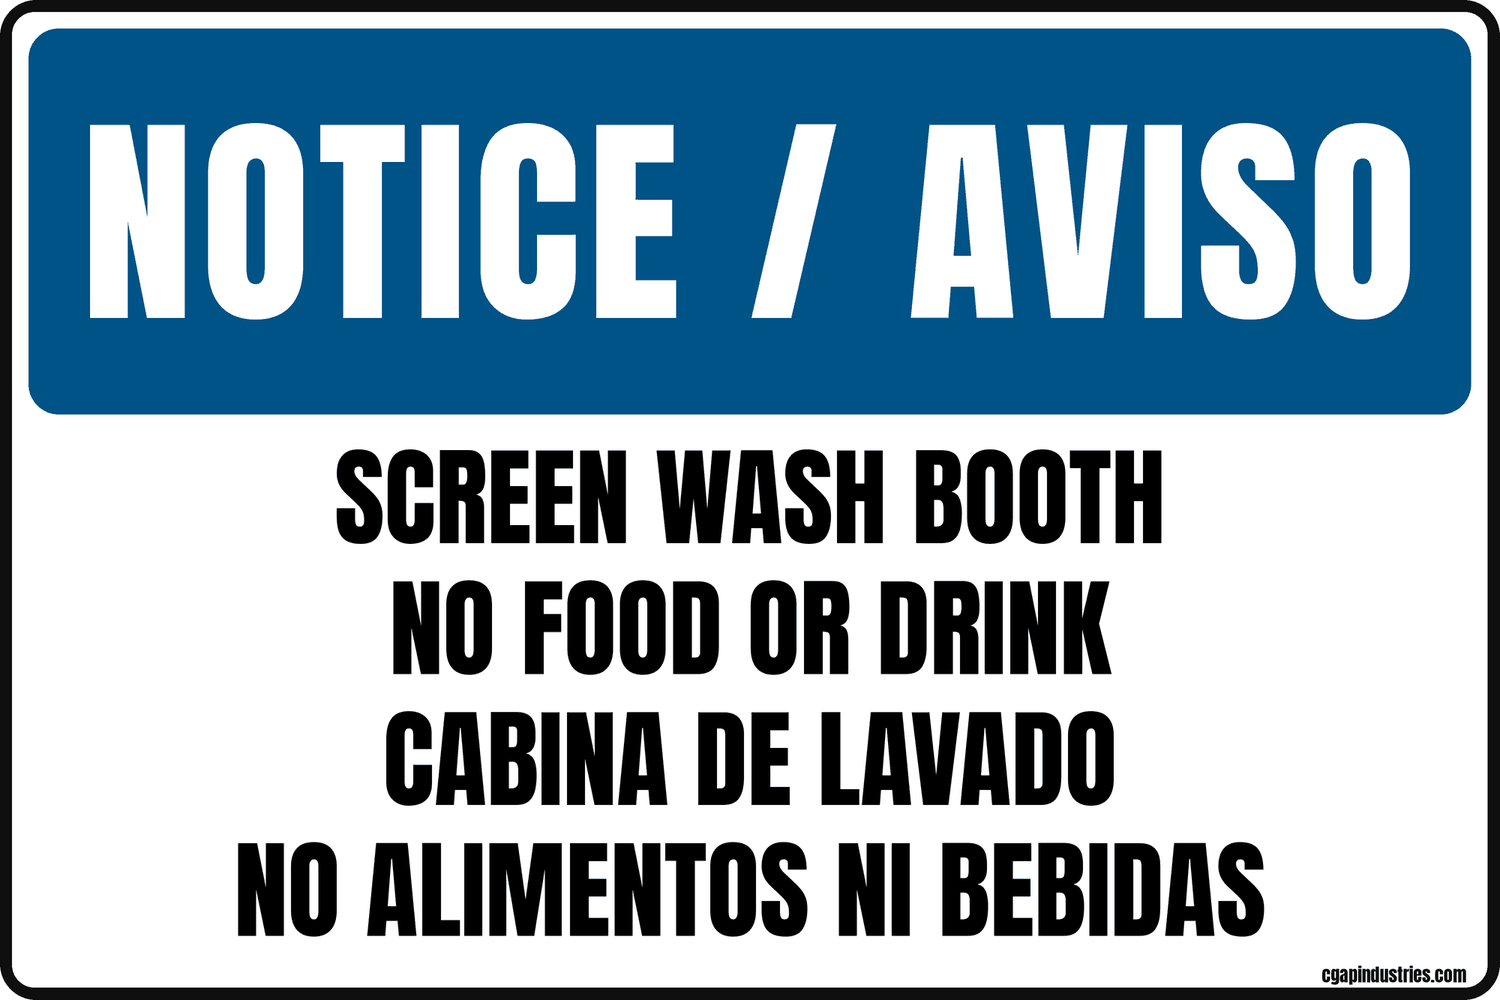 NOTICE / AVISO
SCREEN WASH BOOTH
NO FOOD OR DRINK
CABINA DE LAVADO
NO ALIMENTOS NI BEBIDAS
cgapindustries.com